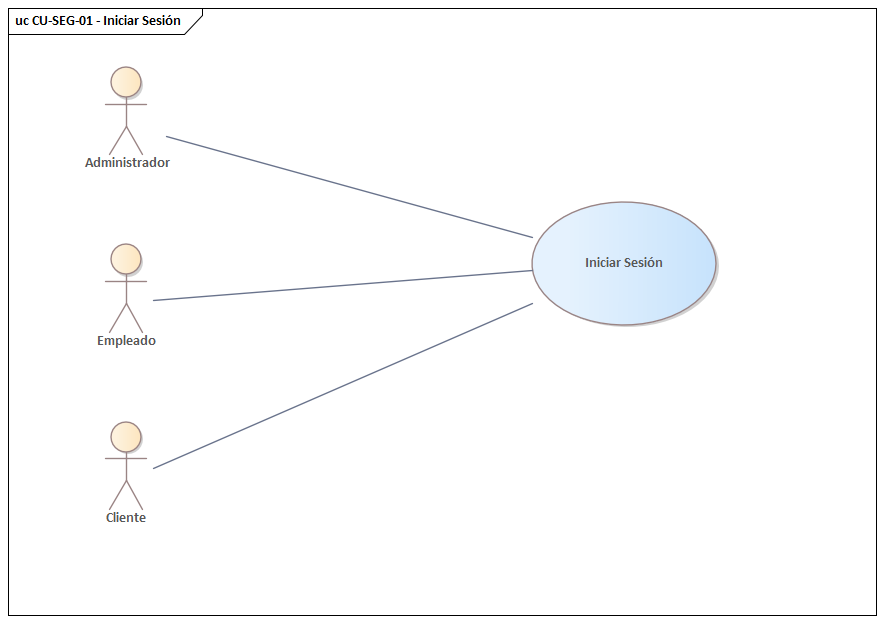 uc CU-SEG-01 - Iniciar Sesión
Administrador
Iniciar Sesión
Empleado
Cliente